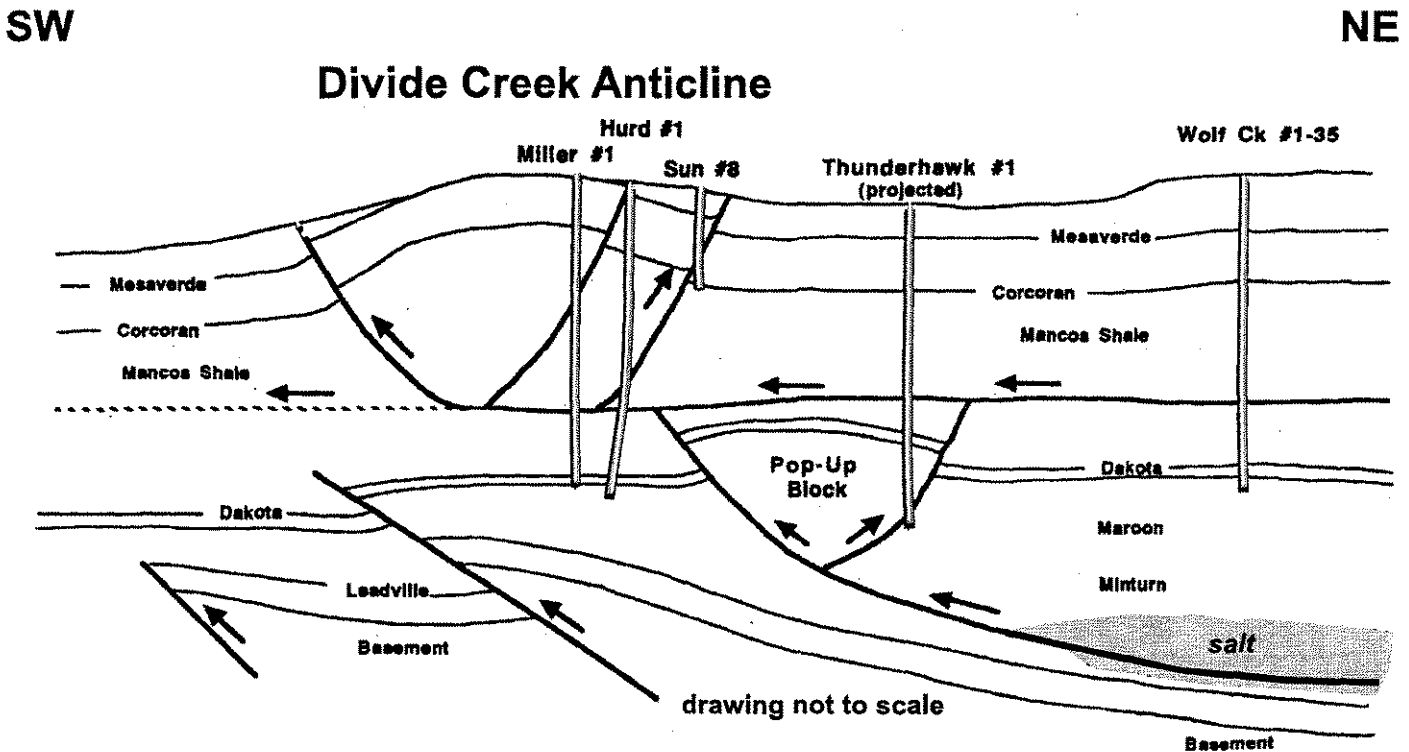 SW
NE
Divide Creek Anticline
Hurd #1
Miller #1
Sun #8
Thunderhawk #1
(projected)
Wolf Ck #1-35
Mesaverde
Mesaverde
Corcoran
Corcoran
Mancos Shale
Mancos Shale
Pop-Up
Block
Dakota
Dakota
Maroon
Leadville
Minturn
Basement
salt
drawing not to scale
Basement